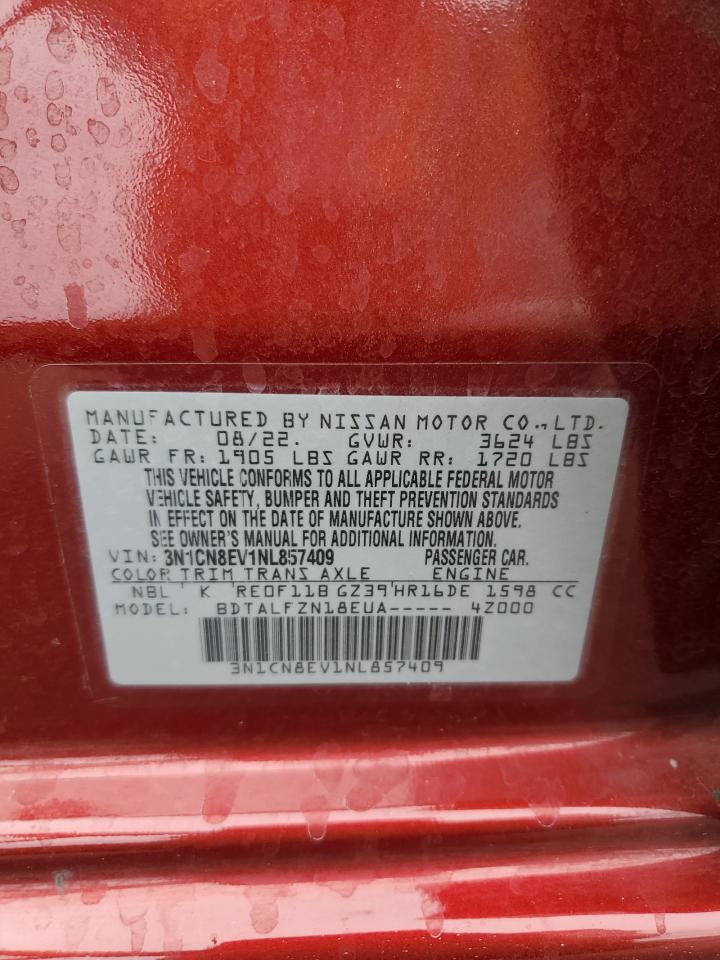 MANUFACTURED BY NISSAN MOTOR CO.,LTD.
DATE: 08/22. GVWR: 3624 LBS
GAWR FR: 1905 LBS GAWR RR: 1720 LBS
THIS VEHICLE CONFORMS TO ALL APPLICABLE FEDERAL MOTOR
VEHICLE SAFETY, BUMPER AND THEFT PREVENTION STANDARDS
IN EFFECT ON THE DATE OF MANUFACTURE SHOWN ABOVE.
SEE OWNER'S MANUAL FOR ADDITIONAL INFORMATION.
VIN: 3N1CN8EV1NL857409 PASSENGER CAR.
COLOR TRIM TRANS AXLE ENGINE
NBL K RE0F11B GZ39 HR16DE 1598 CC
MODEL: BDTALFZN18EUA----- 4Z000
3N1CN8EV1NL857409